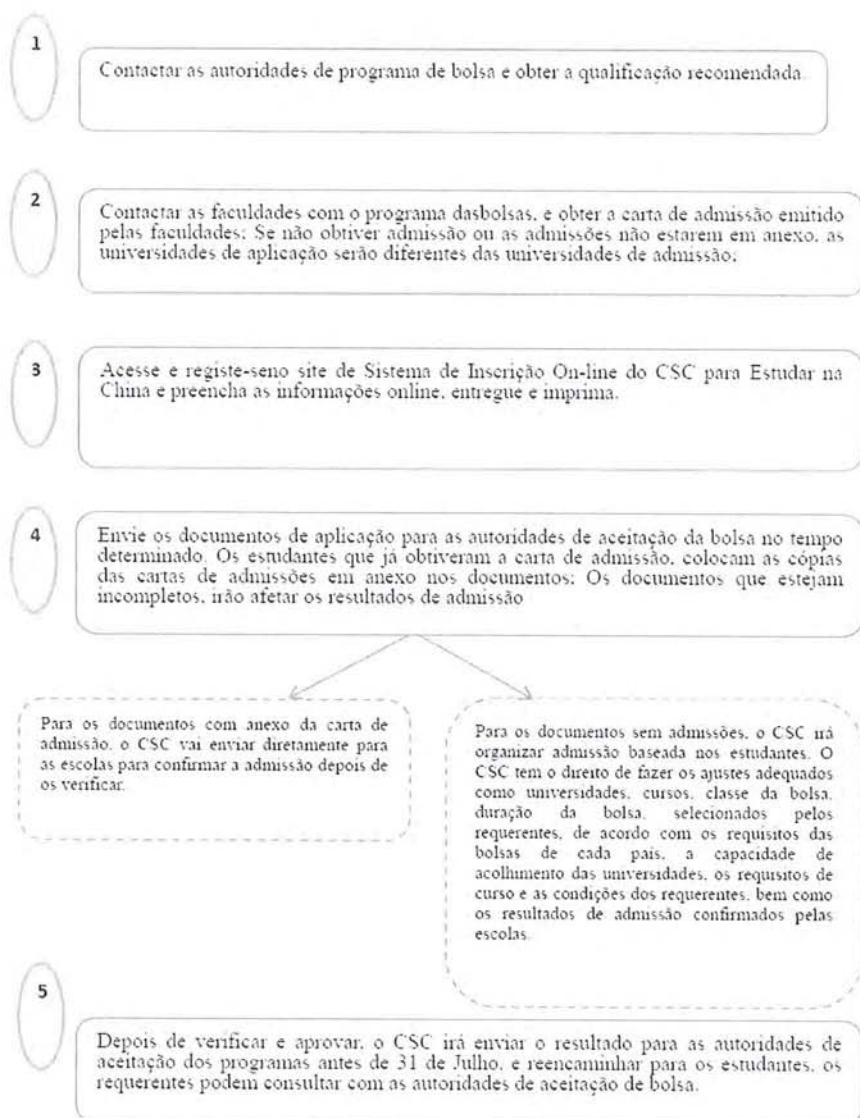 1
Contactar as autoridades de programa de bolsa e obter a qualificação recomendada.
2
Contactar as faculdades com o programa dasbolsas, e obter a carta de admissão emitido
pelas faculdades; Se não obtiver admissão ou as admissões não estarem em anexo, as
universidades de aplicação serão diferentes das universidades de admissão;
3
Acesse e registe-seno site de Sistema de Inscrição On-line do CSC para Estudar na
China e preencha as informações online, entregue e imprima.
4
Envie os documentos de aplicação para as autoridades de aceitação da bolsa no tempo
determinado. Os estudantes que já obtiveram a carta de admissão, colocam as cópias
das cartas de admissões em anexo nos documentos; Os documentos que estejam
incompletos, irão afetar os resultados de admissão
Para os documentos com anexo da carta de
admissão, o CSC vai enviar diretamente para
as escolas para confirmar a admissão depois de
os verificar.
Para os documentos sem admissões, o CSC irá
organizar admissão baseada nos estudantes. O
CSC tem o direito de fazer os ajustes adequados
como universidades, cursos, classe da bolsa,
duração da bolsa, selecionados pelos
requerentes, de acordo com os requisitos das
bolsas de cada país, a capacidade de
acolhimento das universidades, os requisitos de
curso e as condições dos requerentes, bem como
os resultados de admissão confirmados pelas
escolas.
5
Depois de verificar e aprovar, o CSC irá enviar o resultado para as autoridades de
aceitação dos programas antes de 31 de Julho, e reencaminhar para os estudantes, os
requerentes podem consultar com as autoridades de aceitação de bolsa.